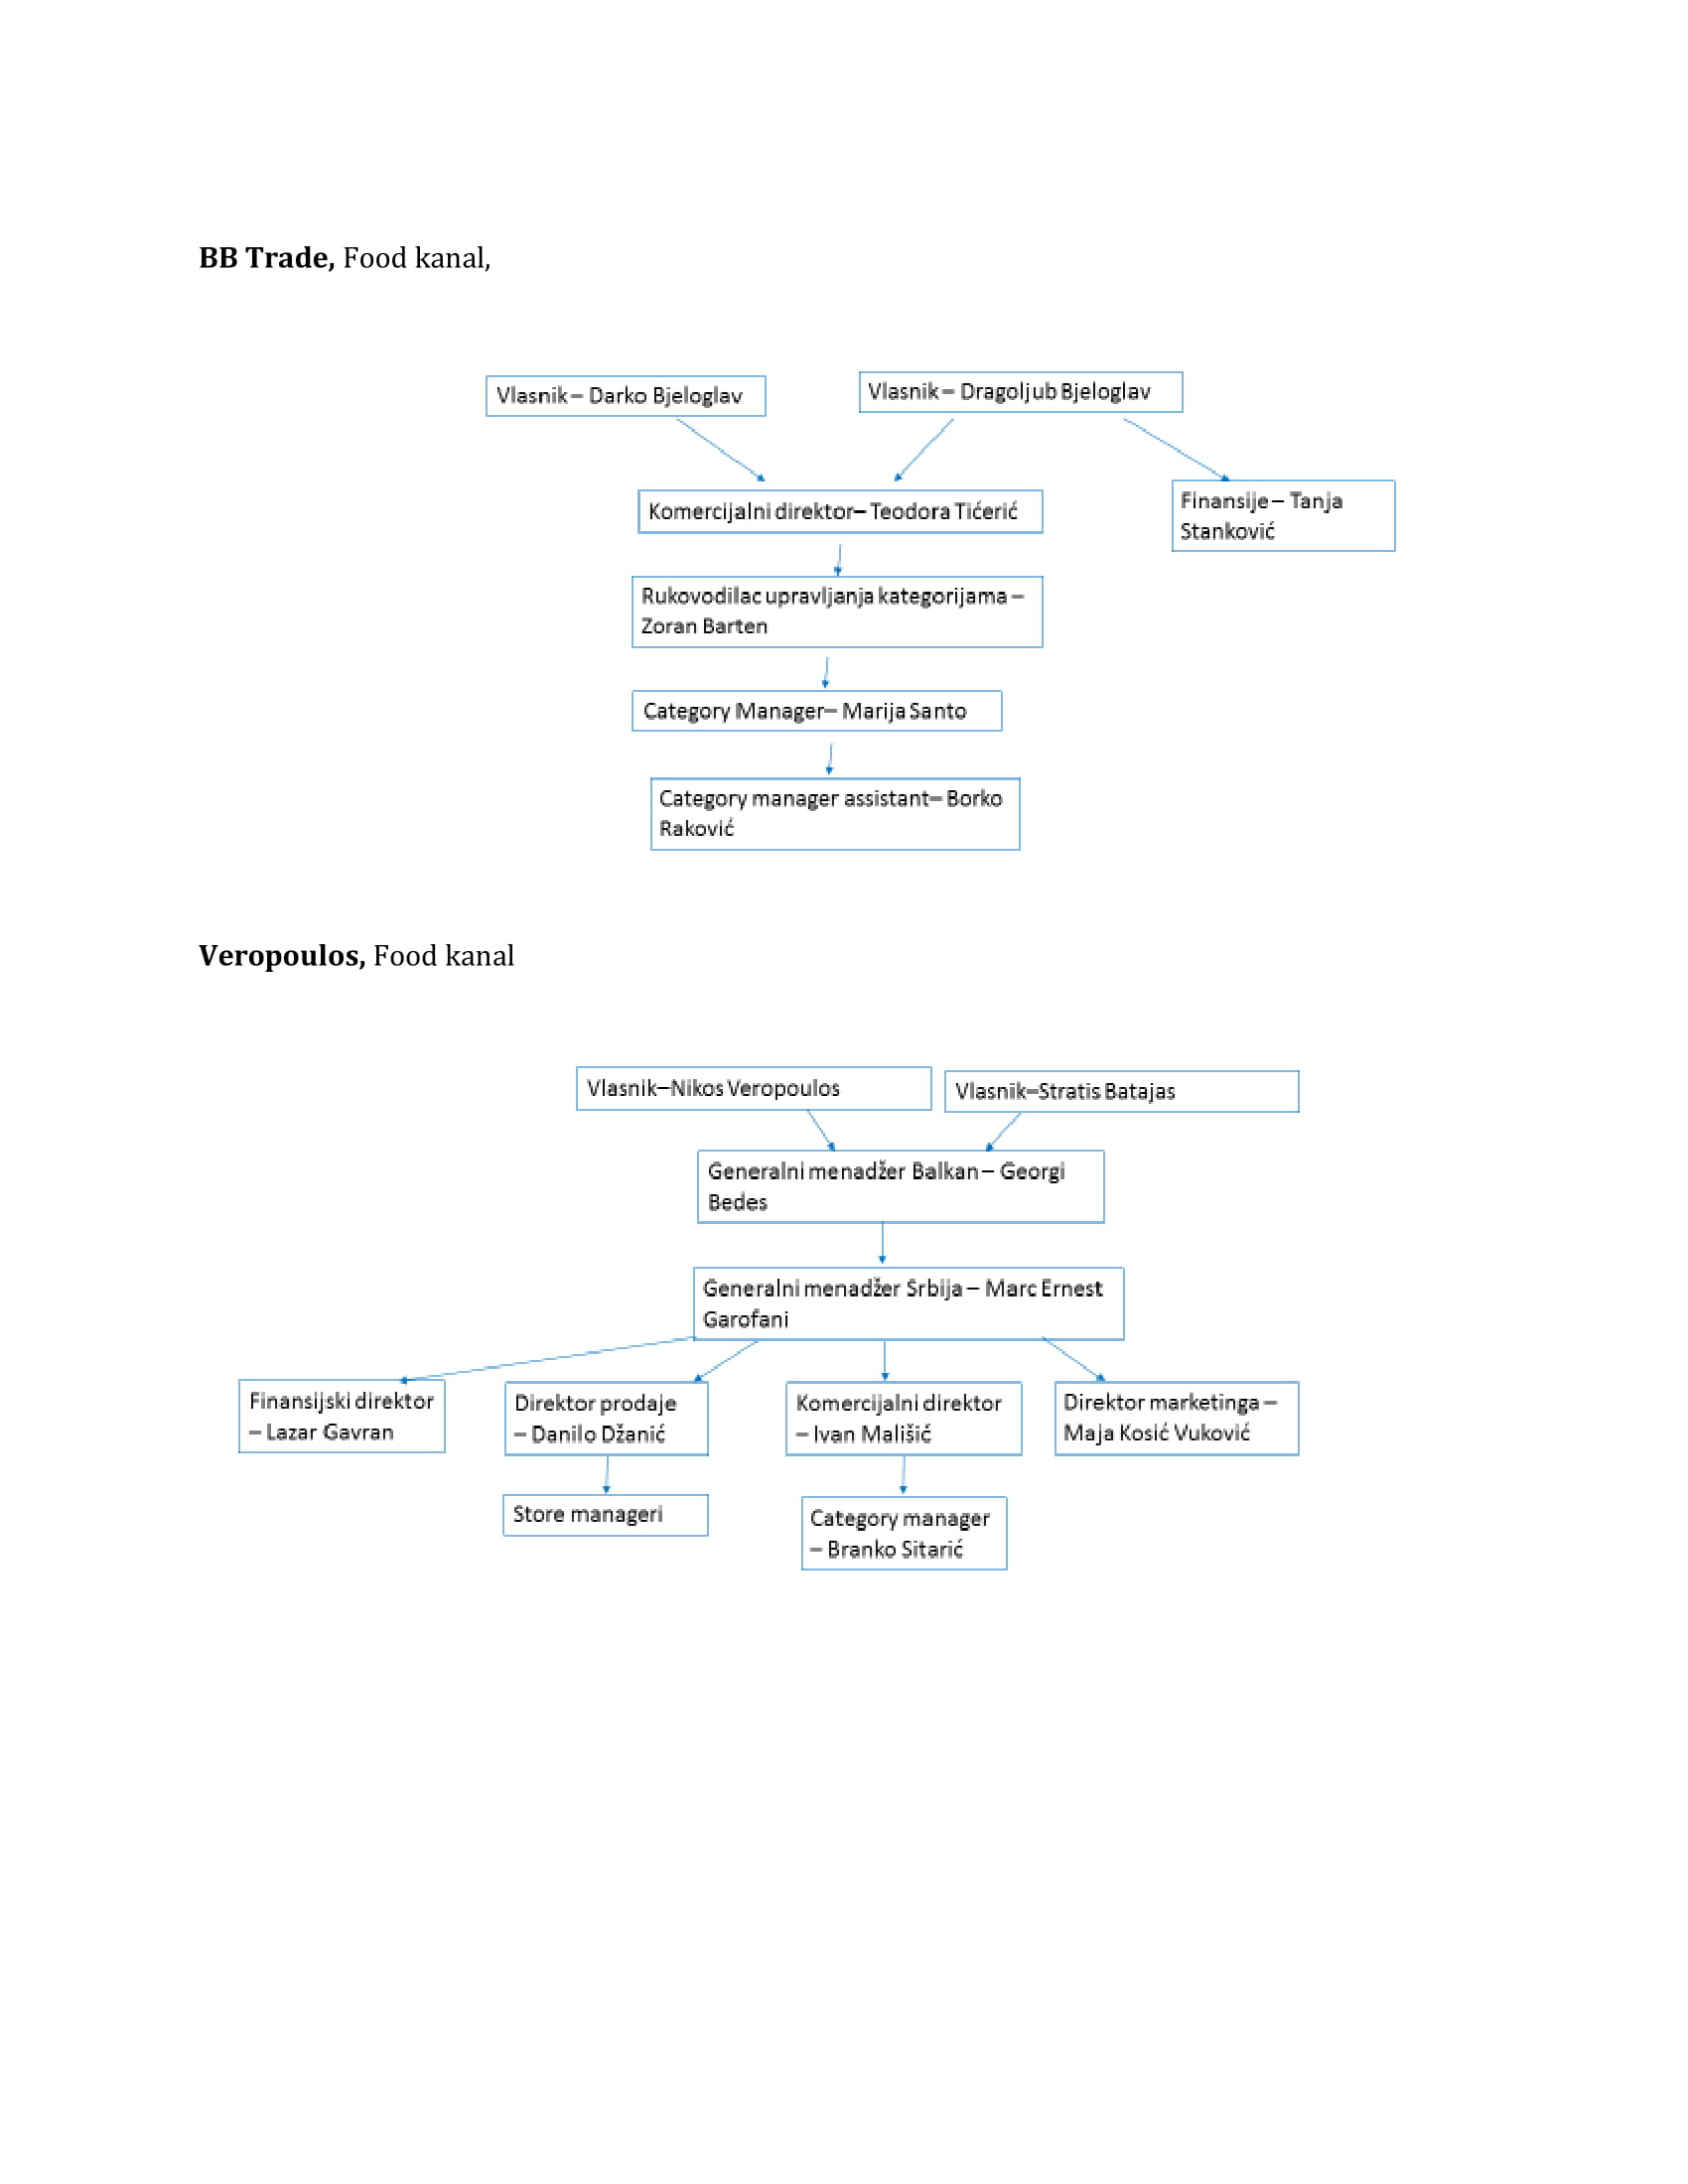 BB Trade, Food kanal,
Vlasnik – Darko Bjeloglav
Vlasnik – Dragoljub Bjeloglav
Komercijalni direktor– Teodora Tićerić
Finansije – Tanja
Stanković
Rukovodilac upravljanja kategorijama –
Zoran Barten
Category Manager– Marija Santo
Category manager assistant– Borko
Raković
Veropoulos, Food kanal
Vlasnik–Nikos Veropoulos
Vlasnik–Stratis Batajas
Generalni menadžer Balkan – Georgi
Bedes
Generalni menadžer Srbija – Marc Ernest
Garofani
Finansijski direktor
– Lazar Gavran
Direktor prodaje
– Danilo Džanić
Komercijalni direktor
– Ivan Mališić
Direktor marketinga –
Maja Kosić Vuković
Store manageri
Category manager
– Branko Sitarić